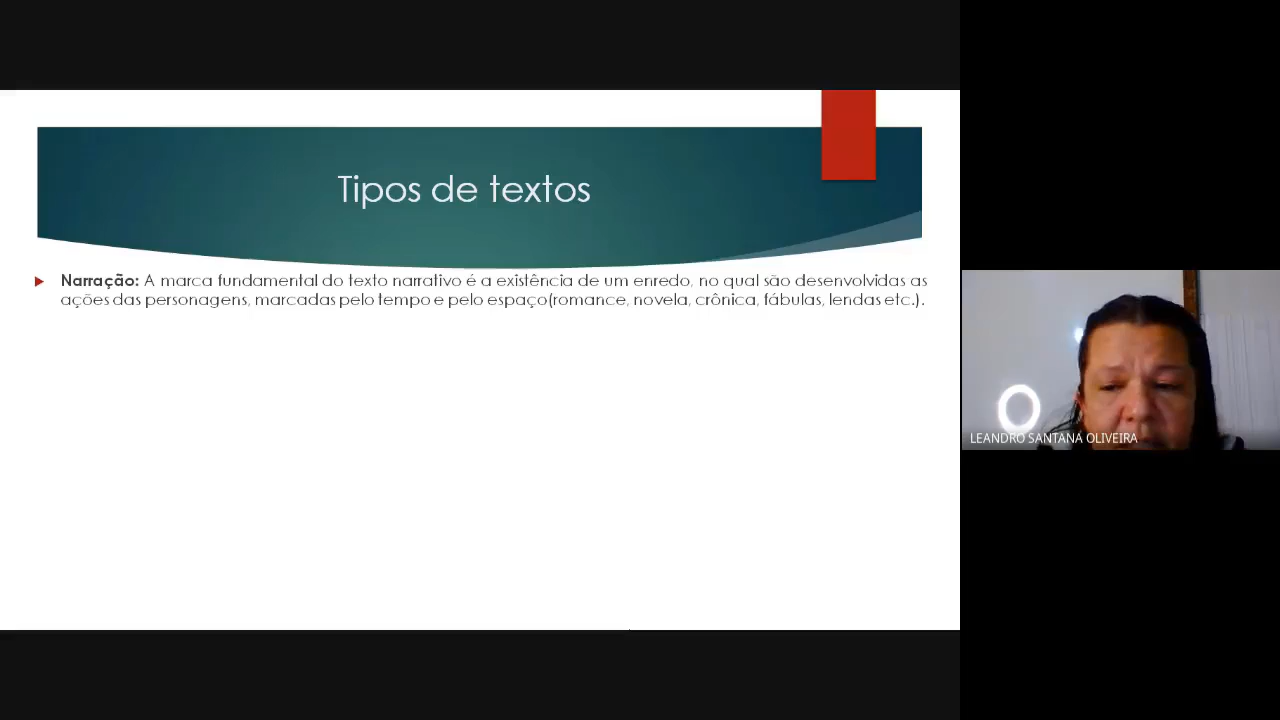 Tipos de textos
Narração: A marca fundamental do texto narrativo é a existência de um enredo, no qual são desenvolvidas as
ações das personagens, marcadas pelo tempo e pelo espaço(romance, novela, crônica, fábulas, lendas etc.).
LEANDRO SANTANA OLIVEIRA